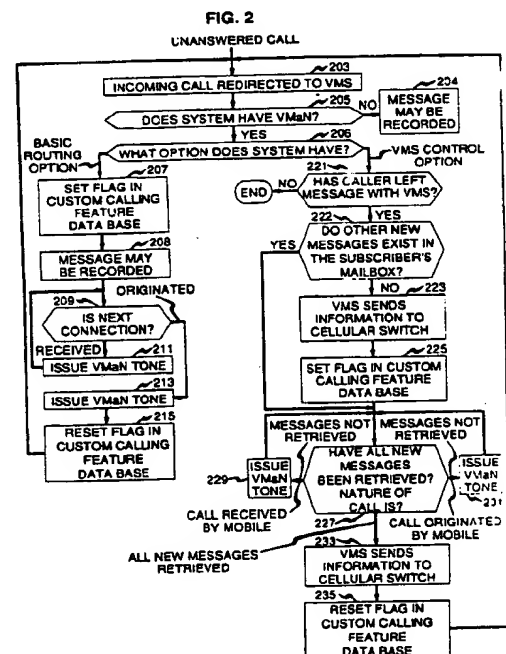 FIG. 2
UNANSWERED CALL
203
INCOMING CALL REDIRECTED TO VMS
205
DOES SYSTEM HAVE VMaN?
NO
204
MESSAGE
MAY BE
RECORDED
YES
206
WHAT OPTION DOES SYSTEM HAVE?
BASIC
ROUTING
OPTION
VMS CONTROL
OPTION
207
SET FLAG IN
CUSTOM CALLING
FEATURE
DATA BASE
208
MESSAGE MAY
BE RECORDED
209
ORIGINATED
IS NEXT
CONNECTION?
RECEIVED
211
ISSUE VMaN TONE
213
ISSUE VMaN TONE
215
RESET FLAG IN
CUSTOM CALLING
FEATURE
DATA BASE
221
END
NO
HAS CALLER LEFT
MESSAGE WITH VMS?
222
YES
YES
DO OTHER NEW
MESSAGES EXIST IN
THE SUBSCRIBER'S
MAILBOX?
NO
223
VMS SENDS
INFORMATION TO
CELLULAR SWITCH
225
SET FLAG IN CUSTOM
CALLING FEATURE
DATA BASE
MESSAGES NOT
RETRIEVED
MESSAGES NOT
RETRIEVED
229
ISSUE
VMaN
TONE
HAVE ALL NEW
MESSAGES
BEEN RETRIEVED?
NATURE OF
CALL IS?
ISSUE
VMaN
TONE
231
CALL RECEIVED
BY MOBILE
227
CALL ORIGINATED
BY MOBILE
ALL NEW MESSAGES
RETRIEVED
233
VMS SENDS
INFORMATION TO
CELLULAR SWITCH
235
RESET FLAG IN
CUSTOM CALLING
FEATURE
DATA BASE